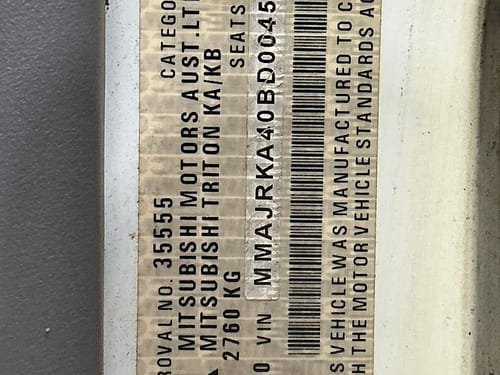 ROVAL NO. 35555 CATEGO
MITSUBISHI MOTORS AUST. LT
MITSUBISHI TRITON KA/KB
2760 KG SEATS
0 VIN MMAJRKA40BD0045
S VEHICLE WAS MANUFACTURED TO C
H THE MOTOR VEHICLE STANDARDS A